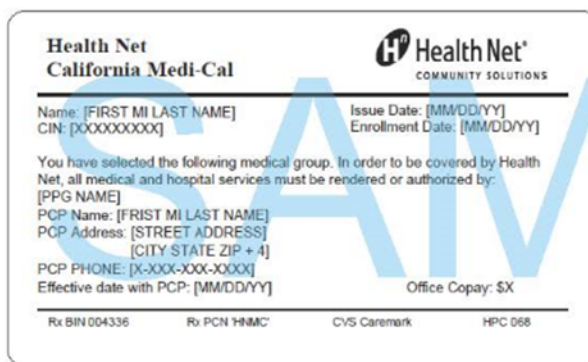 Health Net
California Medi-Cal
Health Net®
COMMUNITY SOLUTIONS
Name: [FIRST MI LAST NAME]
CIN: [XXXXXXXXX]
Issue Date: [MM/DD/YY]
Enrollment Date: [MM/DD/YY]
You have selected the following medical group. In order to be covered by Health
Net, all medical and hospital services must be rendered or authorized by:
[PPG NAME]
PCP Name: [FRIST MI LAST NAME]
PCP Address: [STREET ADDRESS]
[CITY STATE ZIP + 4]
PCP PHONE: [X-XXX-XXX-XXXX]
Effective date with PCP: [MM/DD/YY]
Office Copay: $X
Rx BIN 004336 Rx PCN 'HNMC' CVS Caremark HPC 068
SAM